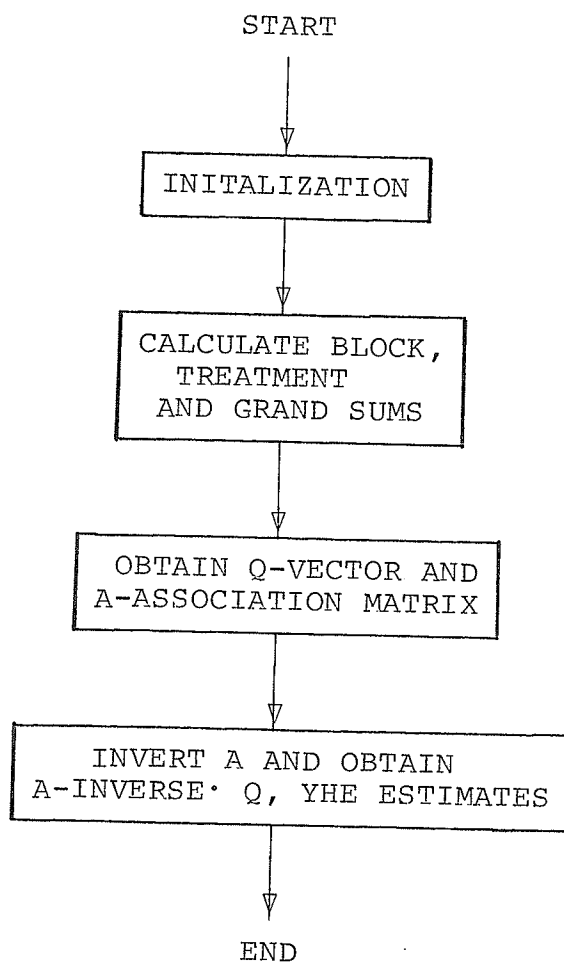 START
INITALIZATION
CALCULATE BLOCK,
TREATMENT
AND GRAND SUMS
OBTAIN Q-VECTOR AND
A-ASSOCIATION MATRIX
INVERT A AND OBTAIN
A-INVERSE· Q, YHE ESTIMATES
END